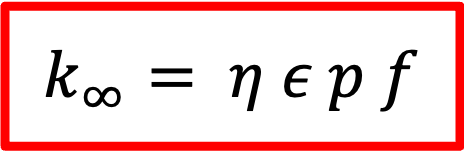 k∞ = η ϵ p f